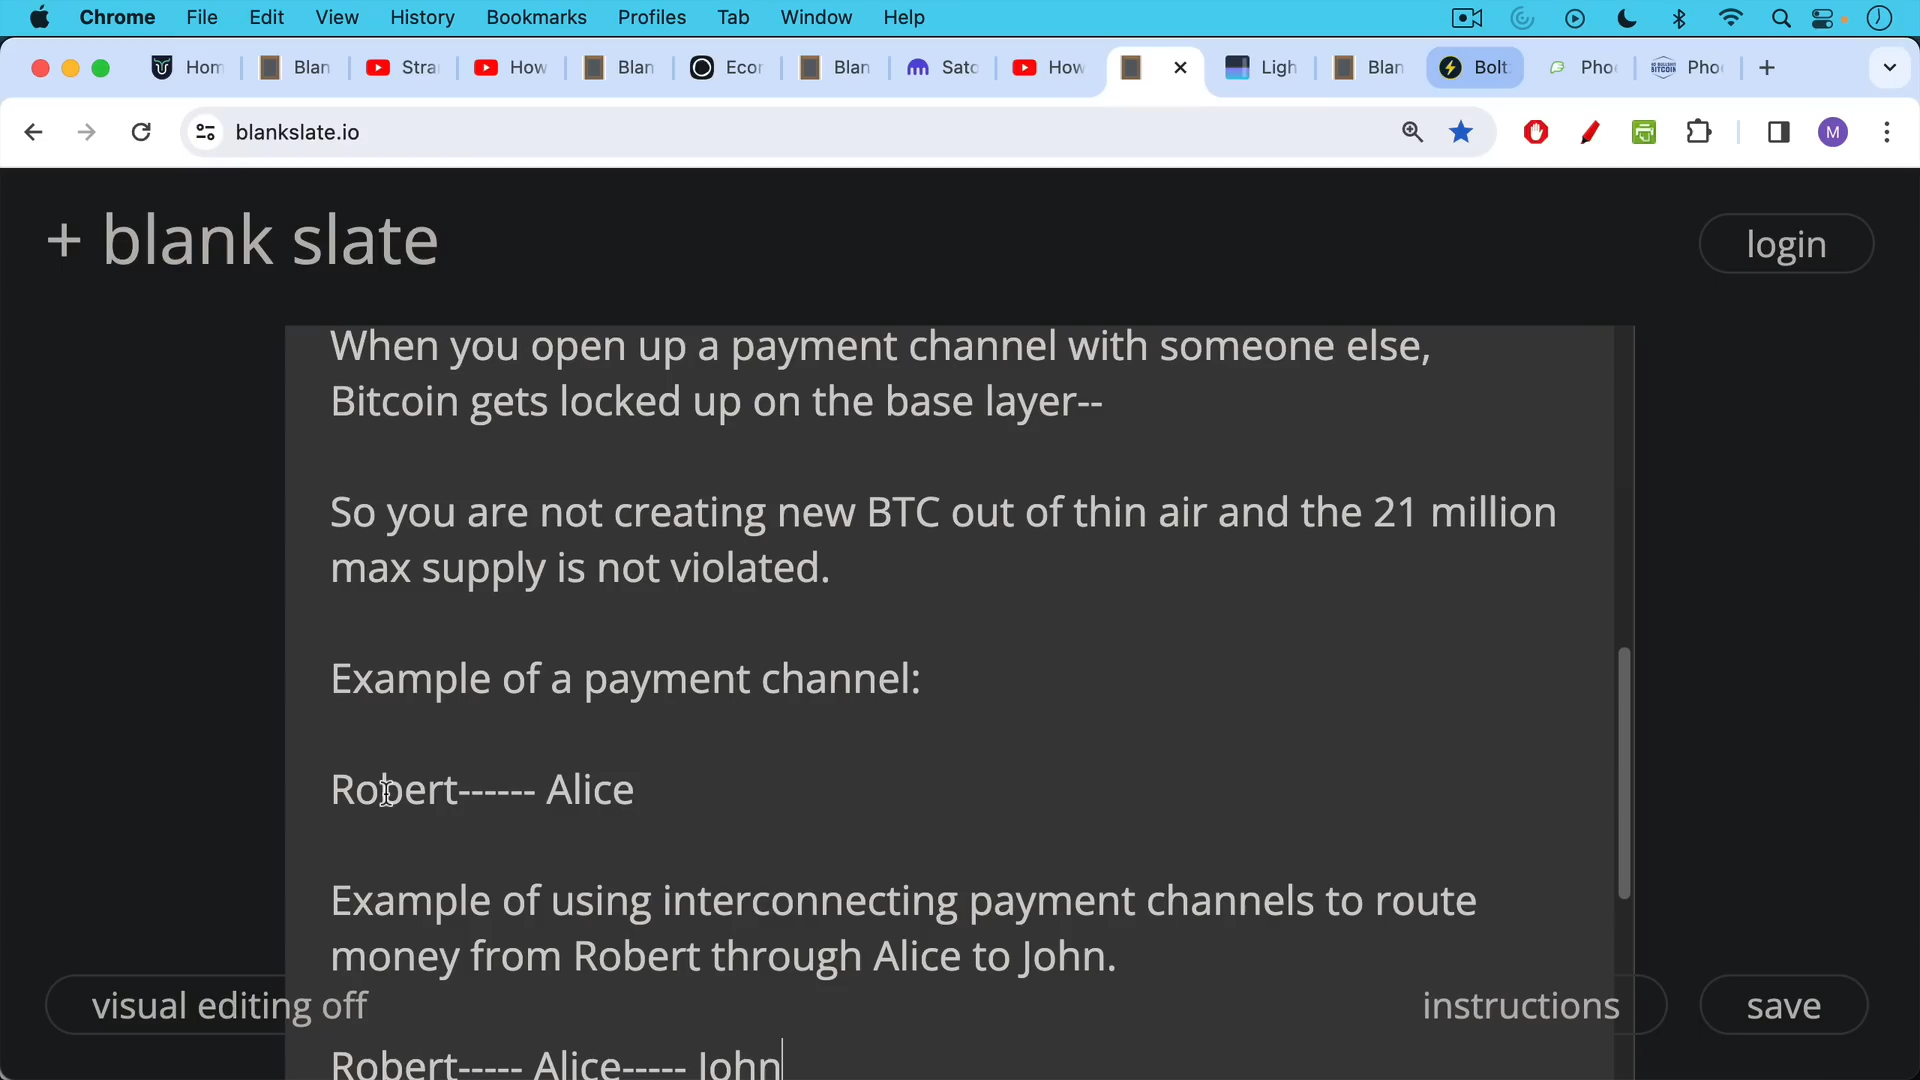 Chrome File Edit View History Bookmarks Profiles Tab Window Help
Hom Blan Stra How Blan Ecor Blan Sato How Ligh Blan Bolt Pho Pho
blankslate.io
M
+ blank slate
login
When you open up a payment channel with someone else,
Bitcoin gets locked up on the base layer--
So you are not creating new BTC out of thin air and the 21 million
max supply is not violated.
Example of a payment channel:
Robert------ Alice
Example of using interconnecting payment channels to route
money from Robert through Alice to John.
visual editing off
instructions
save
Robert----- Alice----- John